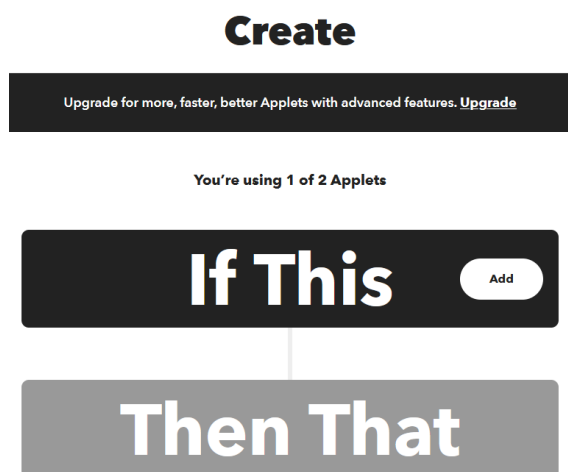 Create
Upgrade for more, faster, better Applets with advanced features. Upgrade
You’re using 1 of 2 Applets
If This
Add
Then That